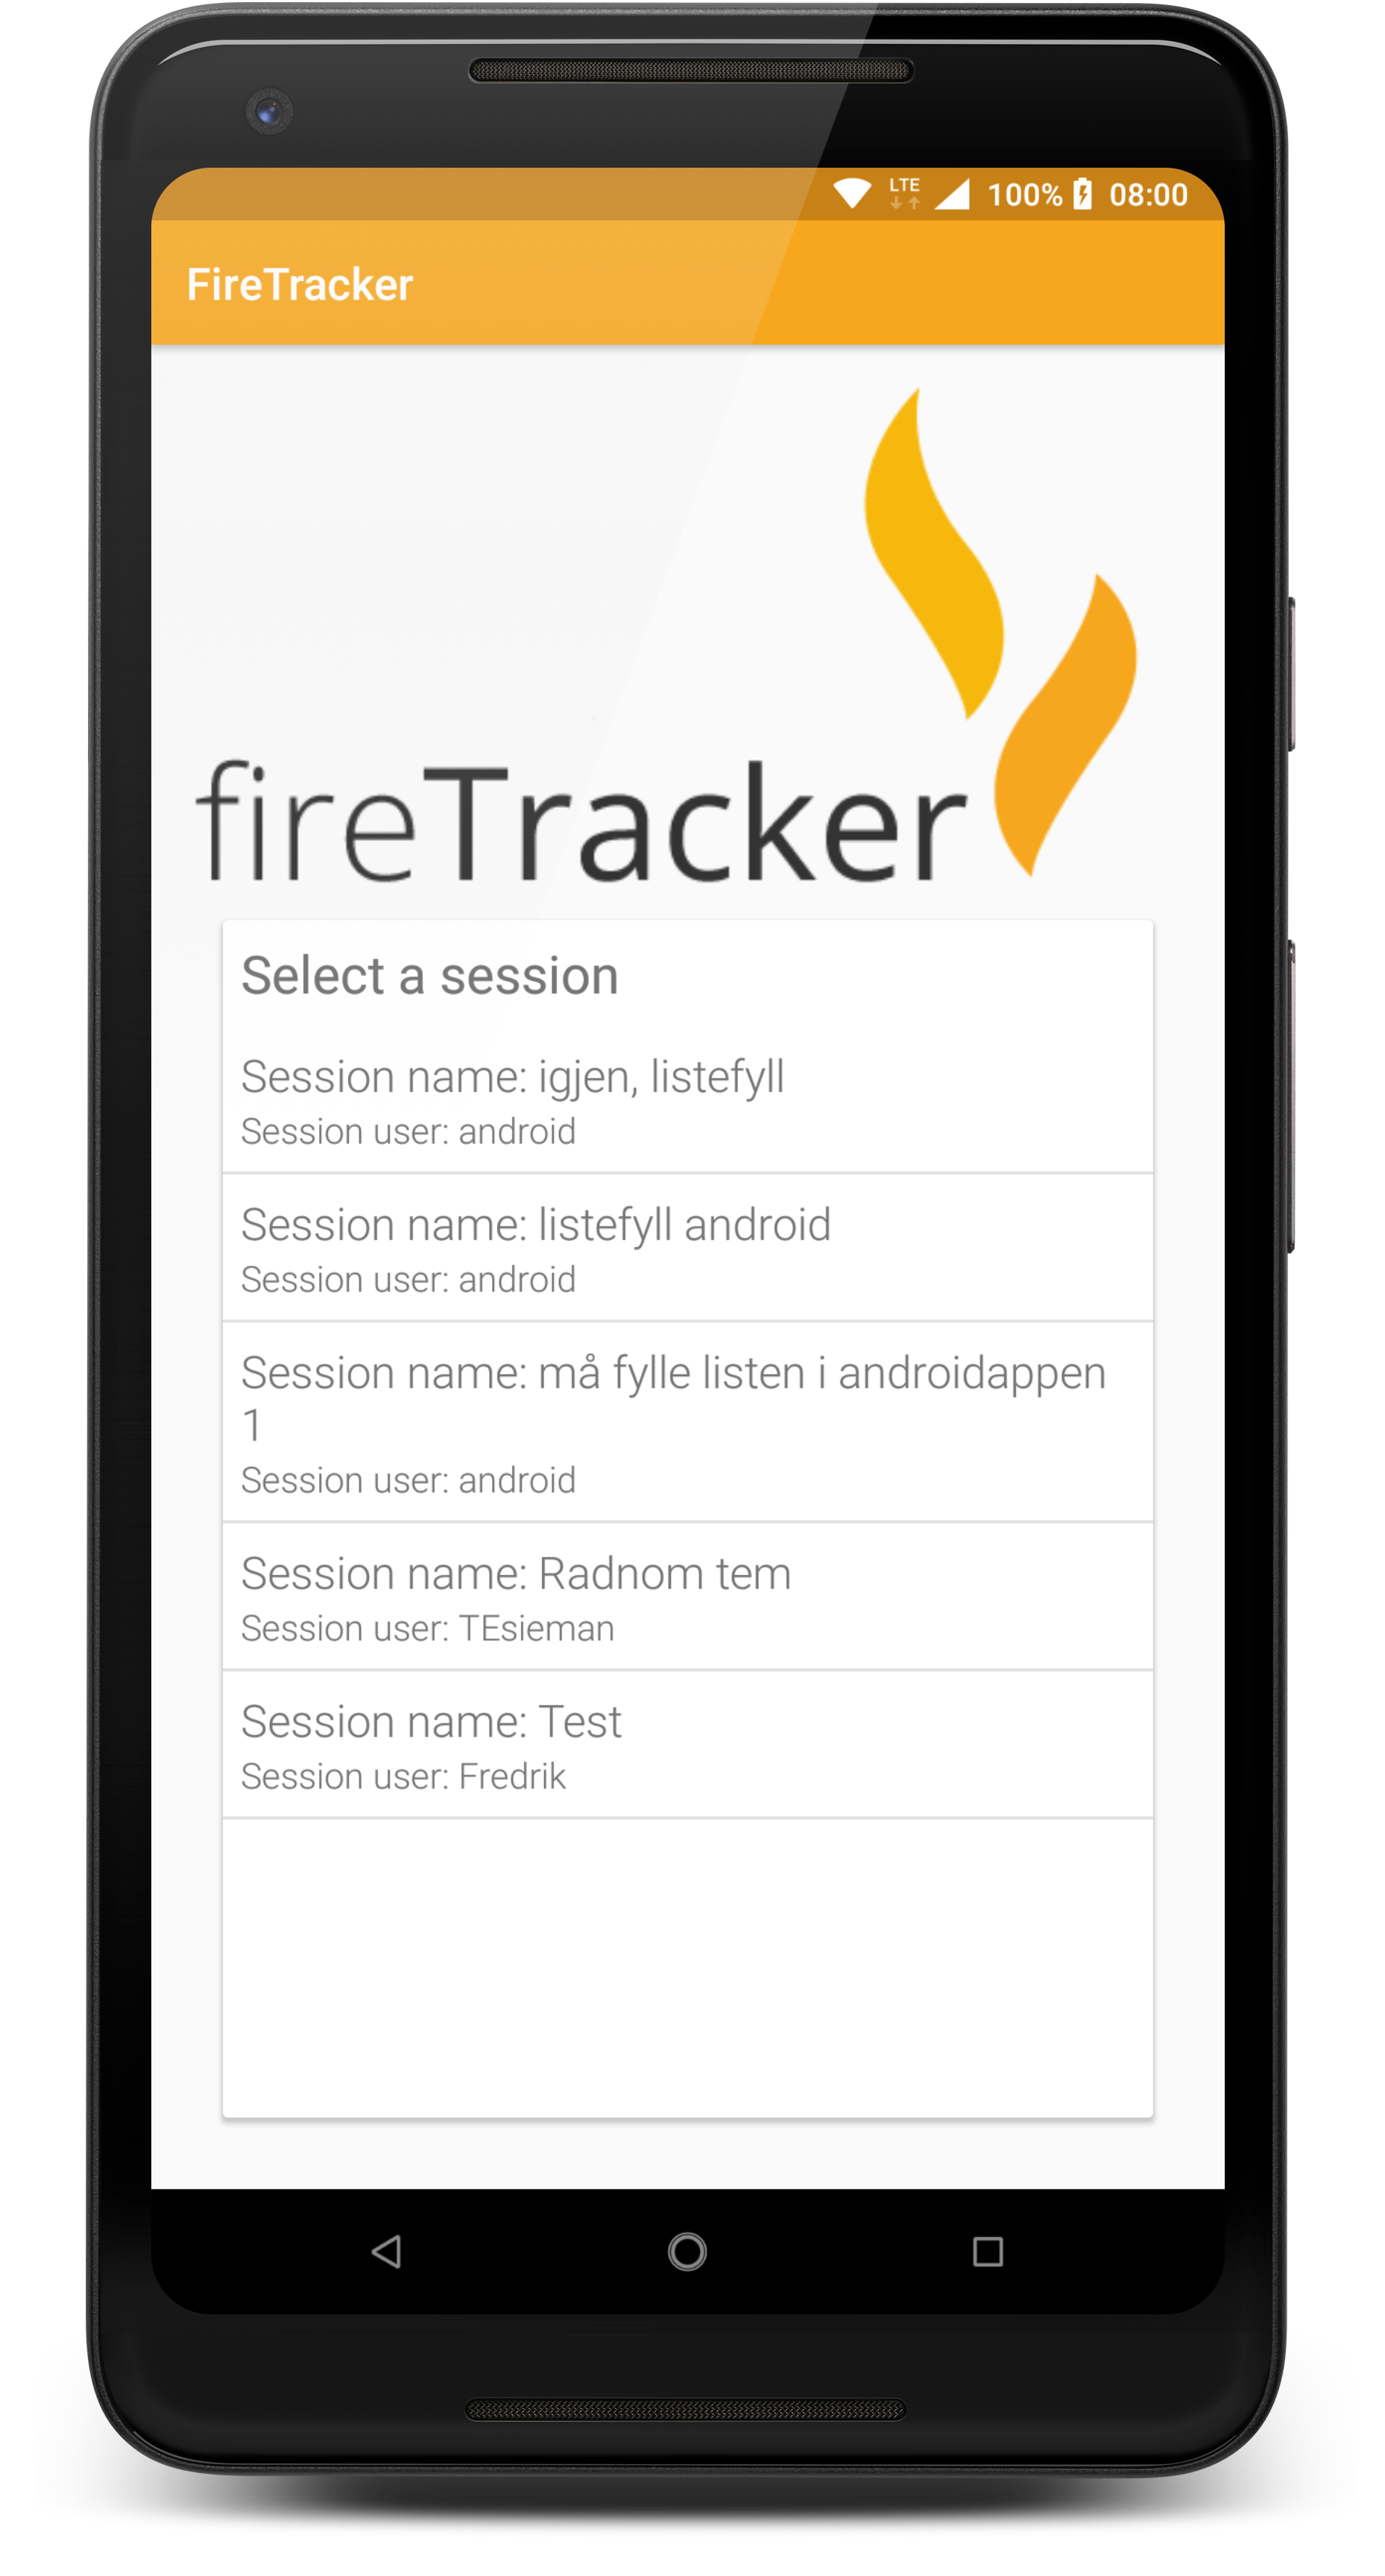 LTE 100% 08:00
FireTracker
fireTracker
Select a session
Session name: igjen, listefyll
Session user: android
Session name: listefyll android
Session user: android
Session name: må fylle listen i androidappen
1
Session user: android
Session name: Radnom tem
Session user: TEsieman
Session name: Test
Session user: Fredrik